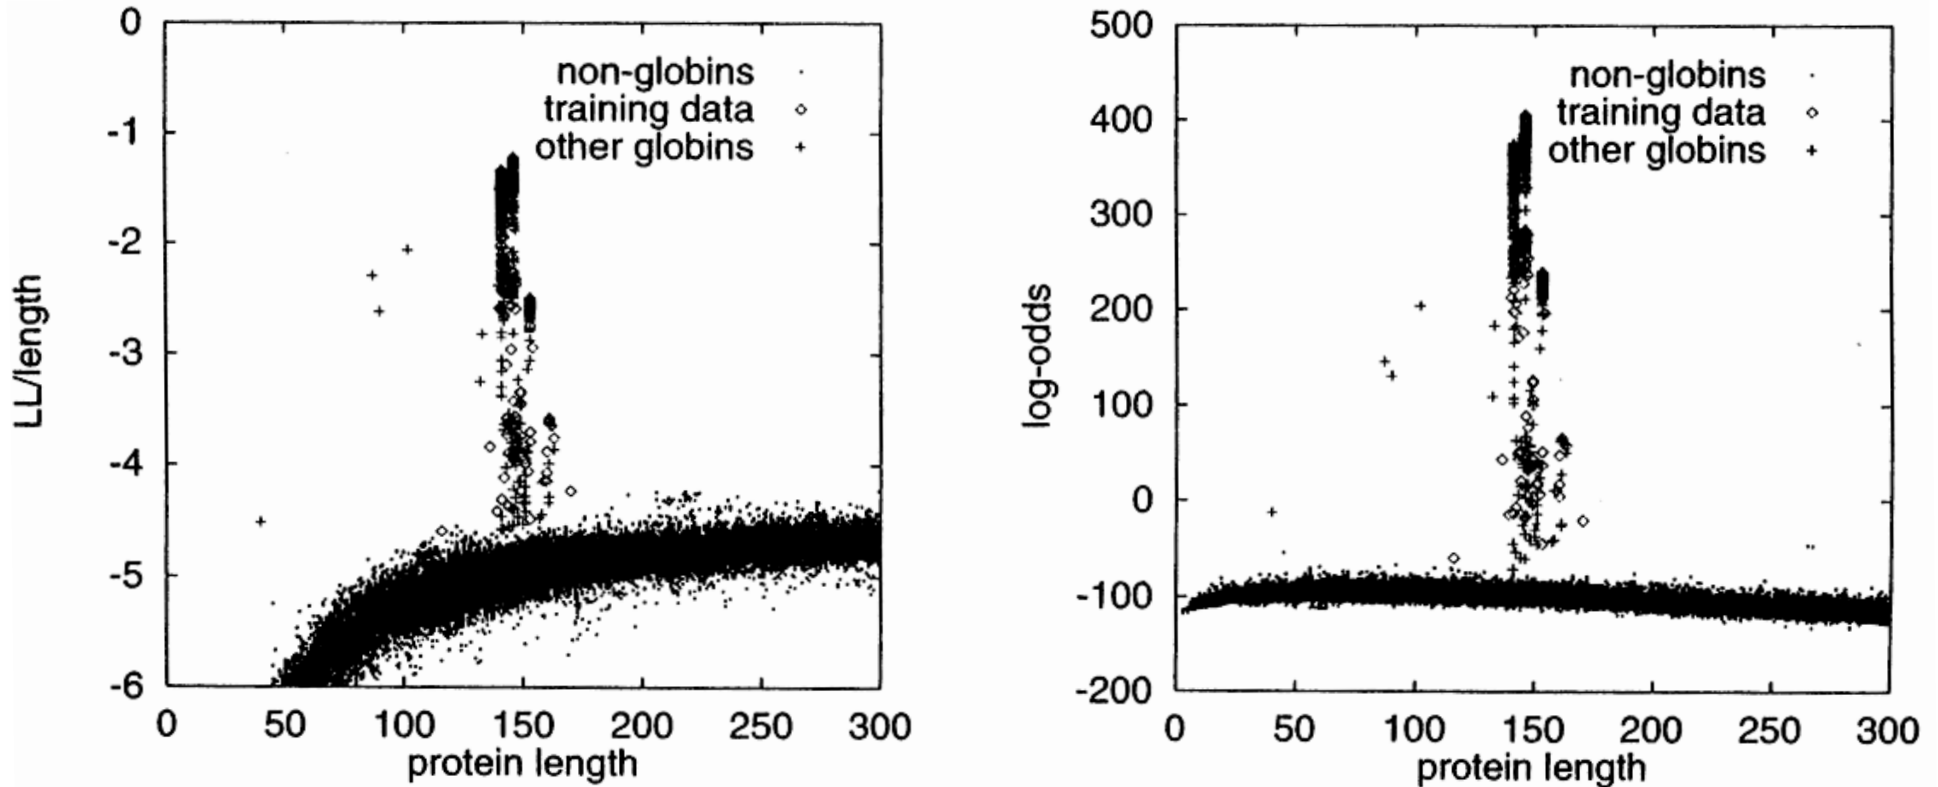 0
-1
-2
-3
-4
-5
-6
LL/length
non-globins
training data
other globins
0 50 100 150 200 250 300
protein length
500
400
300
200
100
0
-100
-200
log-odds
non-globins
training data
other globins
0 50 100 150 200 250 300
protein length